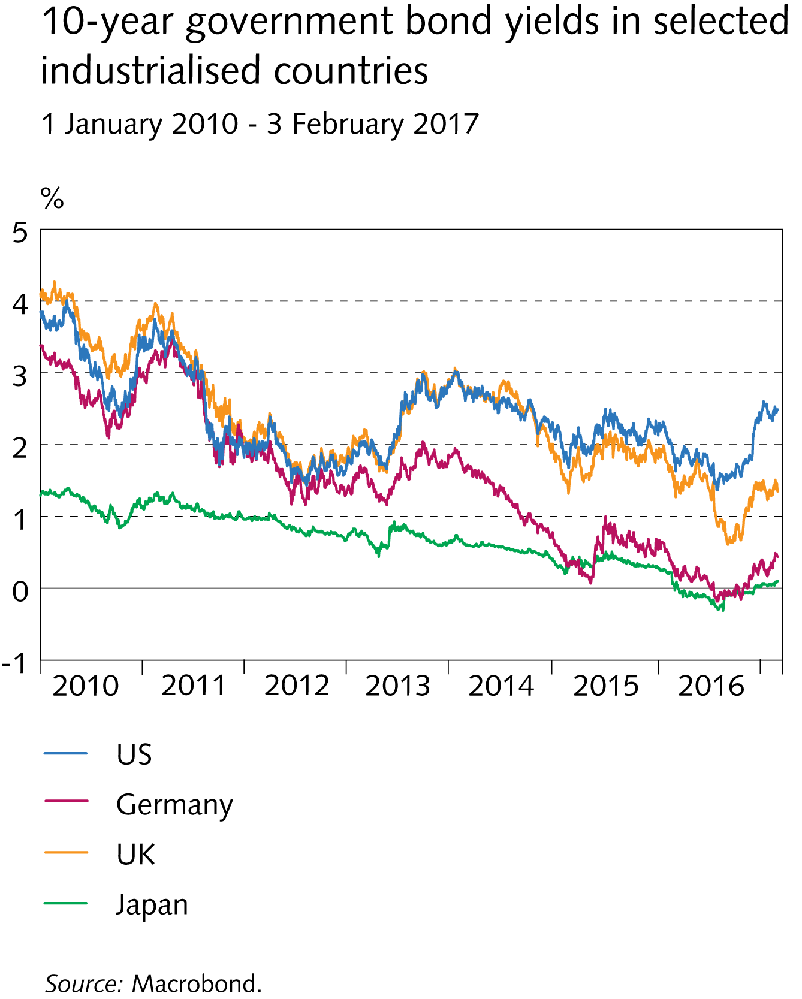 10-year government bond yields in selected
industrialised countries
1 January 2010 - 3 February 2017
%
5
4
3
2
1
0
-1
2010 2011 2012 2013 2014 2015 2016
US
Germany
UK
Japan
Source: Macrobond.